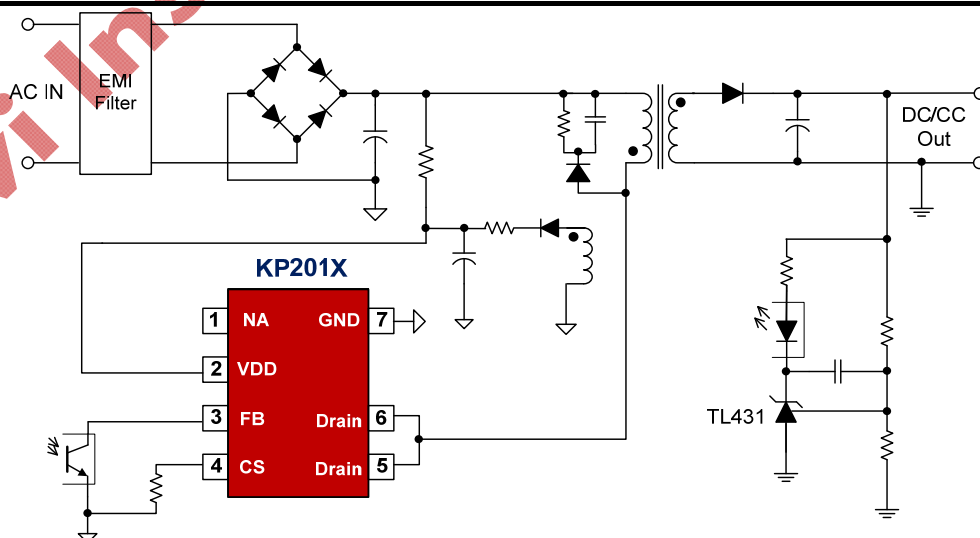 AC IN
EMI
Filter
DC/CC
Out
KP201X
1 NA
GND 7
2 VDD
3 FB
Drain 6
4 CS
Drain 5
TL431